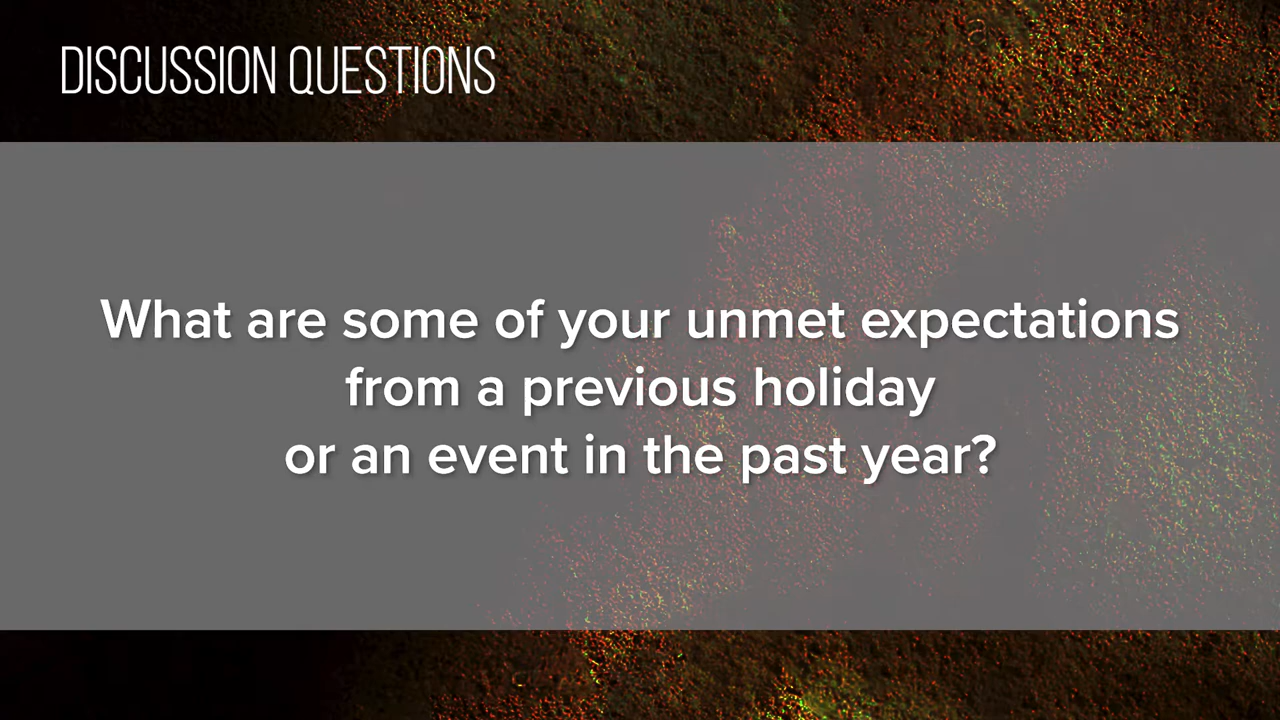 DISCUSSION QUESTIONS
What are some of your unmet expectations
from a previous holiday
or an event in the past year?